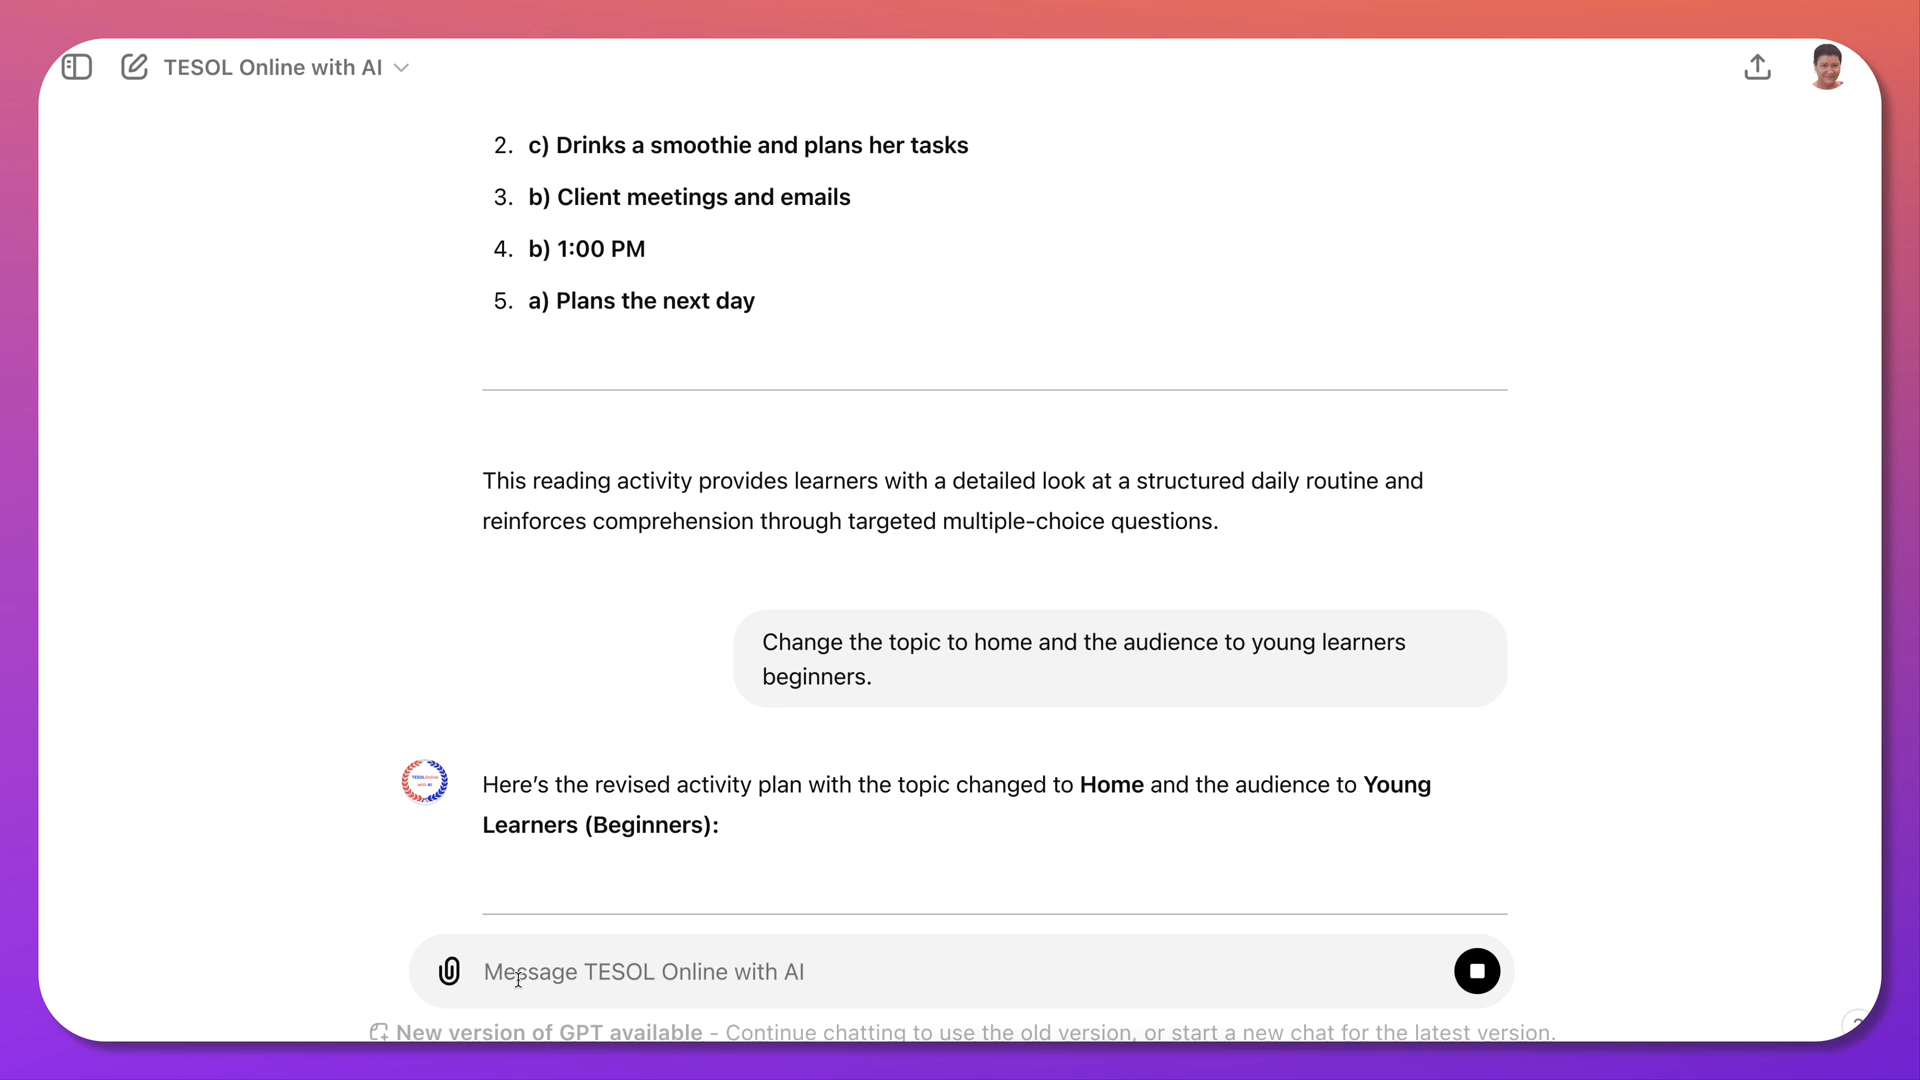 TESOL Online with AI
2. c) Drinks a smoothie and plans her tasks
3. b) Client meetings and emails
4. b) 1:00 PM
5. a) Plans the next day
This reading activity provides learners with a detailed look at a structured daily routine and
reinforces comprehension through targeted multiple-choice questions.
Change the topic to home and the audience to young learners
beginners.
TESOLOnline
with AI
Here’s the revised activity plan with the topic changed to Home and the audience to Young
Learners (Beginners):
Message TESOL Online with AI
New version of GPT available - Continue chatting to use the old version, or start a new chat for the latest version.
?